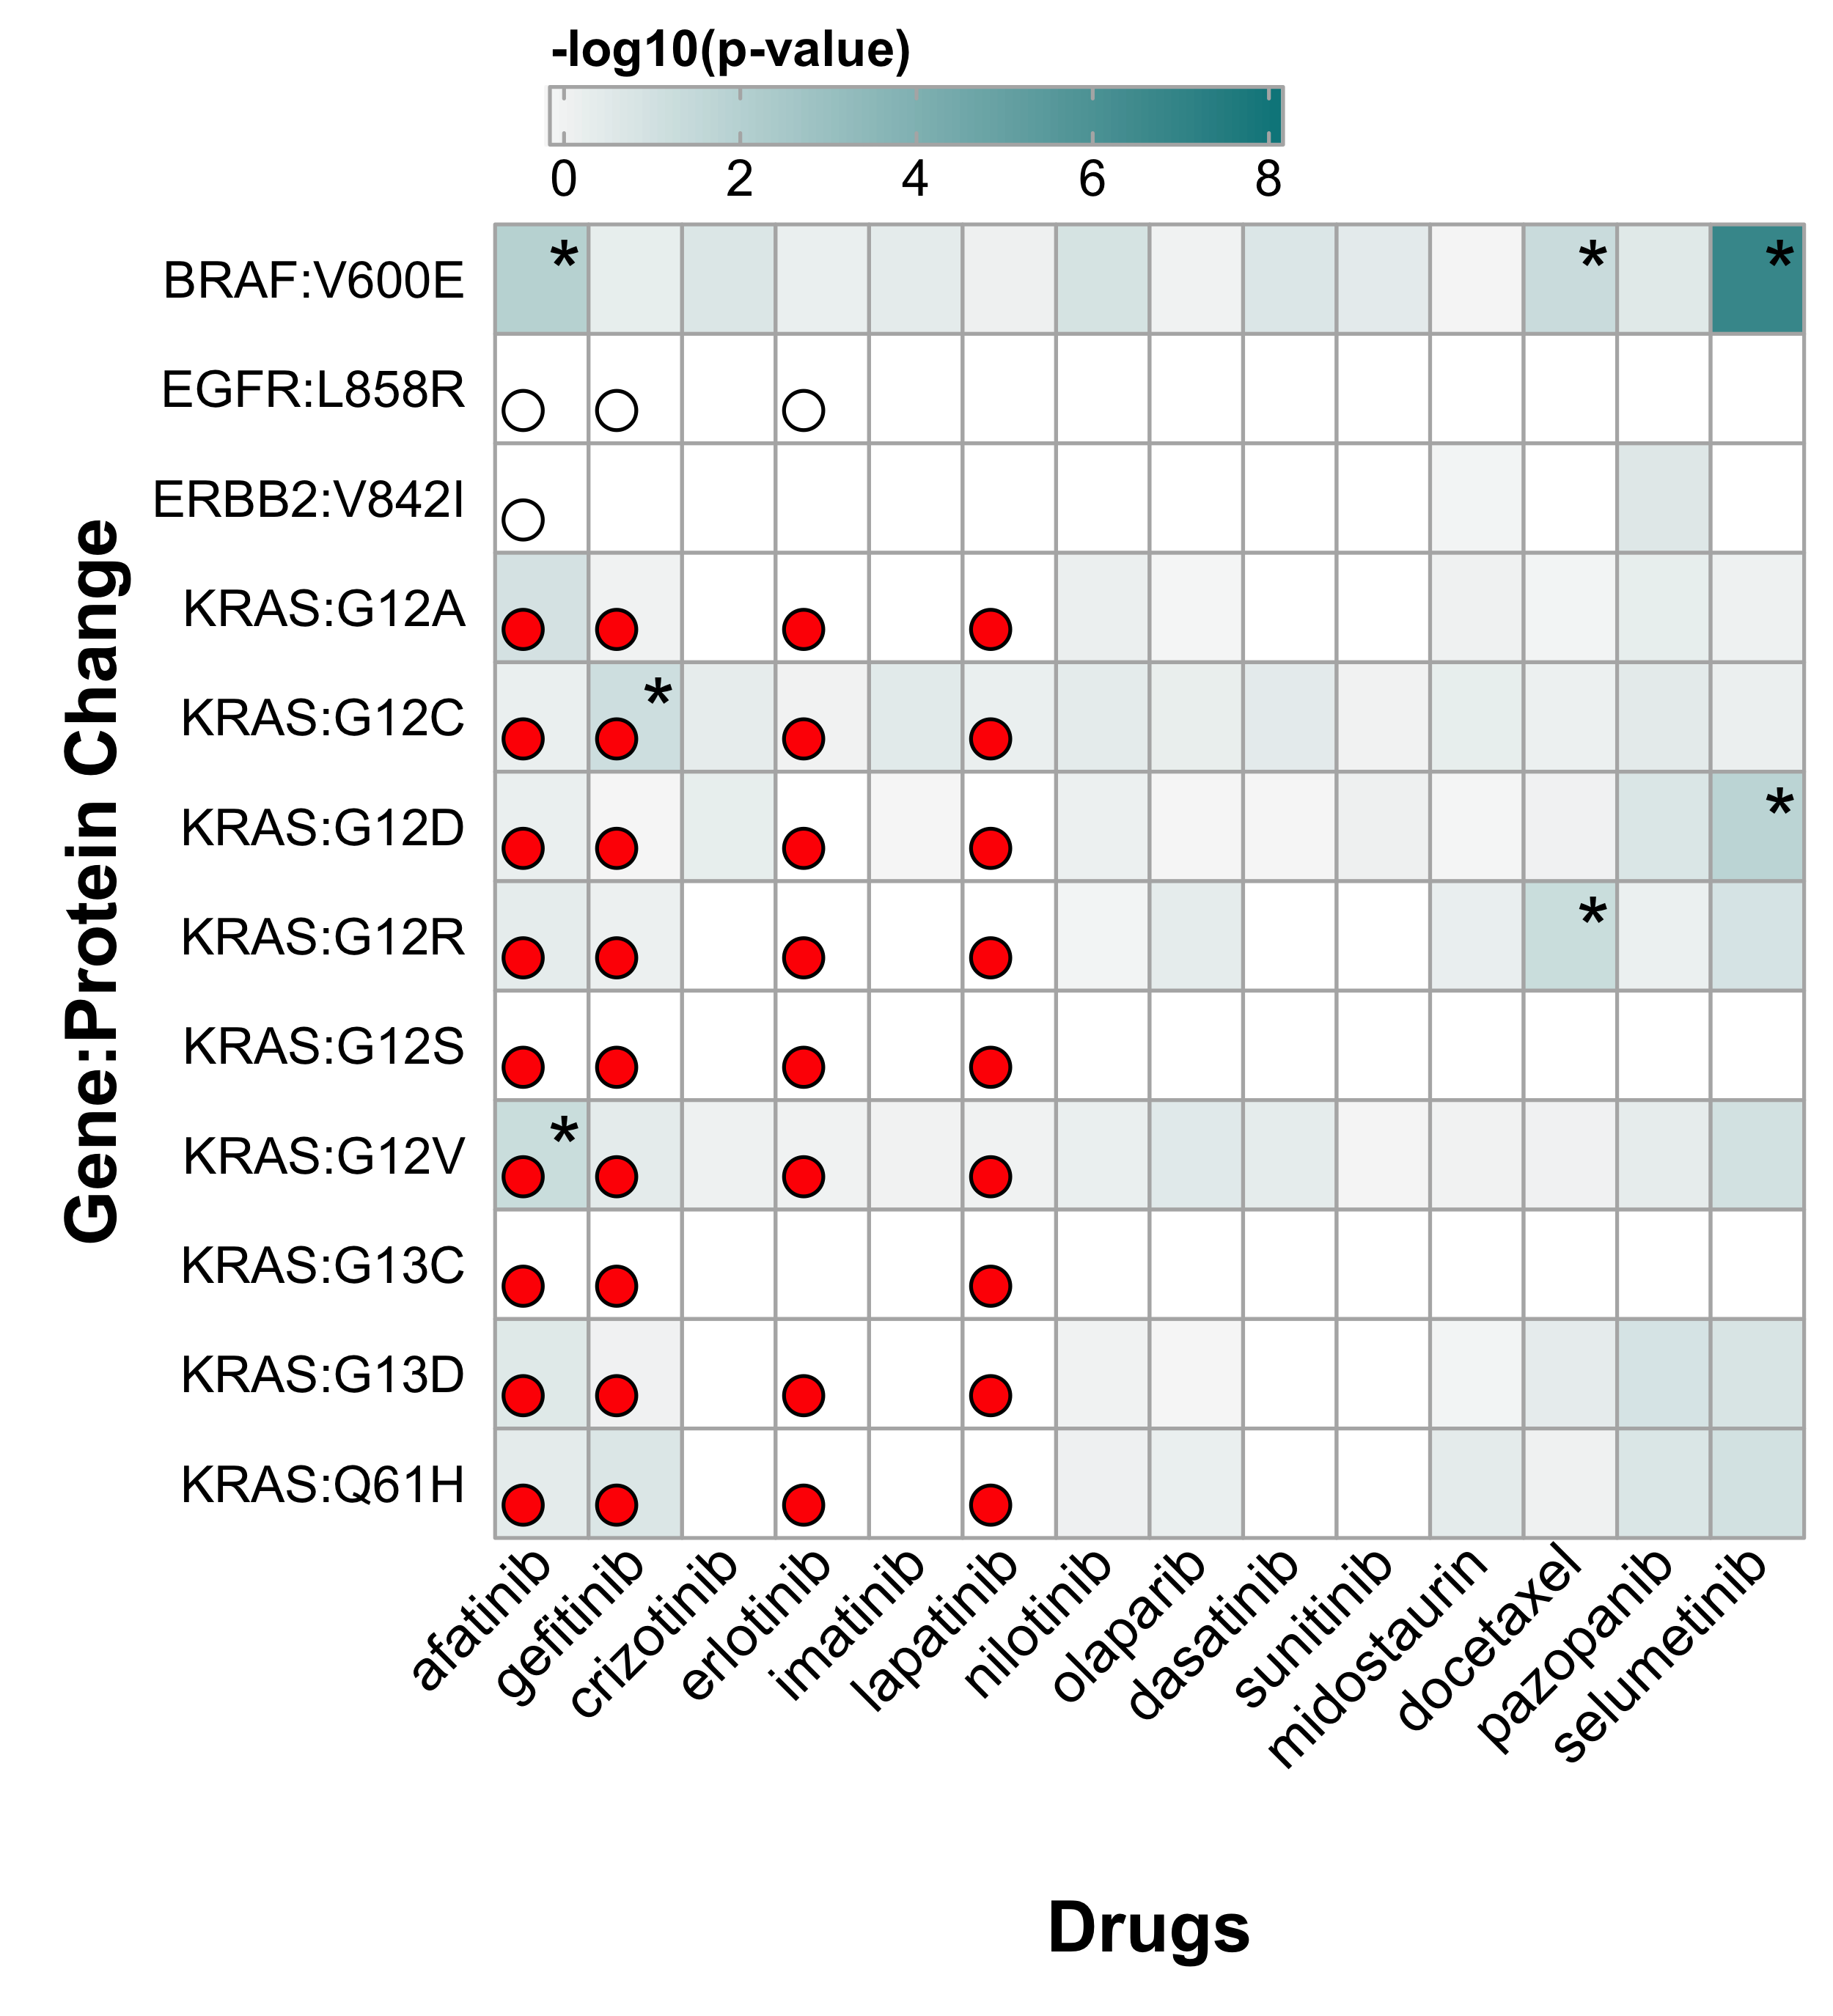 -log10(p-value)
0 2 4 6 8
Gene:Protein Change
BRAF:V600E * * *
EGFR:L858R
ERBB2:V842I
KRAS:G12A
KRAS:G12C *
KRAS:G12D *
KRAS:G12R *
KRAS:G12S
KRAS:G12V *
KRAS:G13C
KRAS:G13D
KRAS:Q61H
afatinib
gefitinib
crizotinib
erlotinib
imatinib
lapatinib
nilotinib
olaparib
dasatinib
sunitinib
midostaurin
docetaxel
pazopanib
selumetinib
Drugs